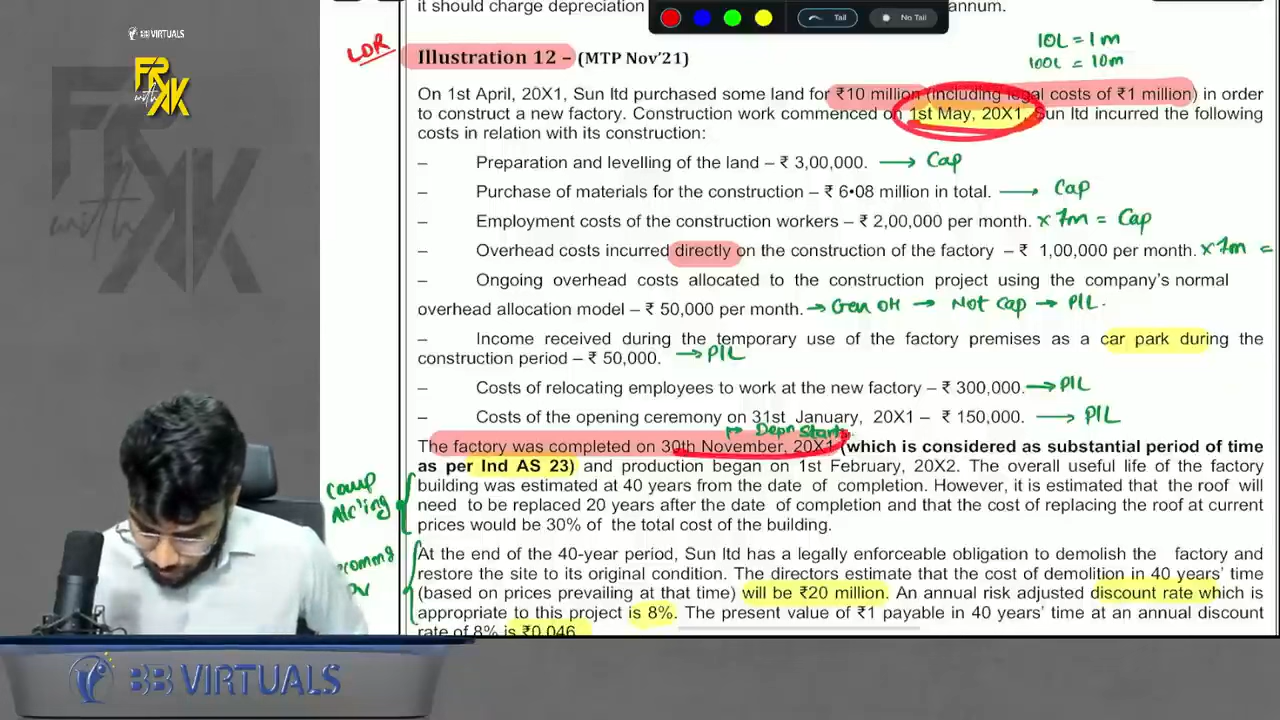 it should charge depreciation
annum.
Tail
No Tail
BB VIRTUALS
FR
with
AK
LDR
Illustration 12 – (MTP Nov'21)
10L = 1m
100L = 10m
On 1st April, 20X1, Sun ltd purchased some land for ₹10 million (including legal costs of ₹1 million) in order
to construct a new factory. Construction work commenced on 1st May, 20X1, Sun ltd incurred the following
costs in relation with its construction:
– Preparation and levelling of the land – ₹ 3,00,000. → Cap
– Purchase of materials for the construction – ₹ 6•08 million in total. → Cap
– Employment costs of the construction workers – ₹ 2,00,000 per month. x 7m = Cap
– Overhead costs incurred directly on the construction of the factory – ₹ 1,00,000 per month. x 7m =
– Ongoing overhead costs allocated to the construction project using the company's normal
overhead allocation model – ₹ 50,000 per month. → Gen OH → Not Cap → P|L.
– Income received during the temporary use of the factory premises as a car park during the
construction period – ₹ 50,000. → P|L
– Costs of relocating employees to work at the new factory – ₹ 300,000. → P|L
– Costs of the opening ceremony on 31st January, 20X1 – ₹ 150,000. → P|L
Depn starts
The factory was completed on 30th November, 20X1 (which is considered as substantial period of time
as per Ind AS 23) and production began on 1st February, 20X2. The overall useful life of the factory
building was estimated at 40 years from the date of completion. However, it is estimated that the roof will
need to be replaced 20 years after the date of completion and that the cost of replacing the roof at current
prices would be 30% of the total cost of the building.
Comp
Alc'ing
At the end of the 40-year period, Sun ltd has a legally enforceable obligation to demolish the factory and
restore the site to its original condition. The directors estimate that the cost of demolition in 40 years' time
(based on prices prevailing at that time) will be ₹20 million. An annual risk adjusted discount rate which is
appropriate to this project is 8%. The present value of ₹1 payable in 40 years' time at an annual discount
rate of 8% is ₹0.046
BB VIRTUALS